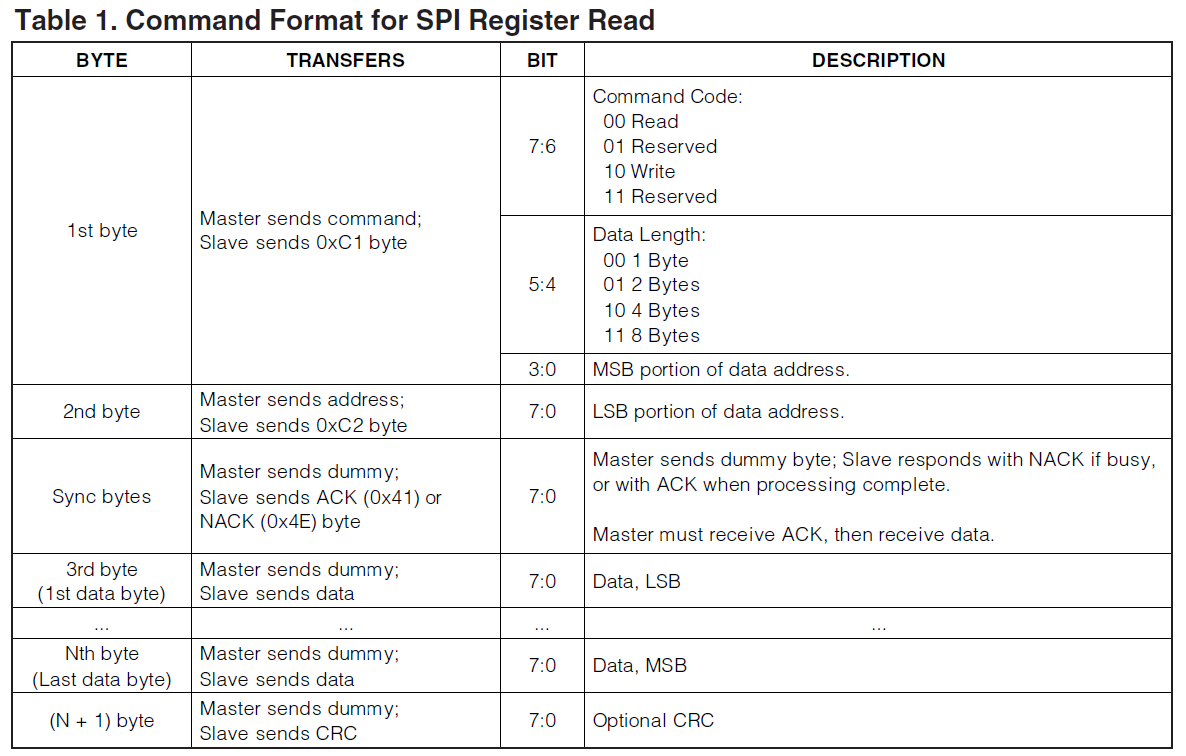 Table 1. Command Format for SPI Register Read
BYTE TRANSFERS BIT DESCRIPTION
1st byte
Master sends command;
Slave sends 0xC1 byte
7:6
Command Code:
00 Read
01 Reserved
10 Write
11 Reserved
5:4
Data Length:
00 1 Byte
01 2 Bytes
10 4 Bytes
11 8 Bytes
3:0 MSB portion of data address.
2nd byte
Master sends address;
Slave sends 0xC2 byte
7:0 LSB portion of data address.
Sync bytes
Master sends dummy;
Slave sends ACK (0x41) or
NACK (0x4E) byte
7:0
Master sends dummy byte; Slave responds with NACK if busy,
or with ACK when processing complete.
Master must receive ACK, then receive data.
3rd byte
(1st data byte)
Master sends dummy;
Slave sends data
7:0 Data, LSB
... ... ... ...
Nth byte
(Last data byte)
Master sends dummy;
Slave sends data
7:0 Data, MSB
(N + 1) byte
Master sends dummy;
Slave sends CRC
7:0 Optional CRC